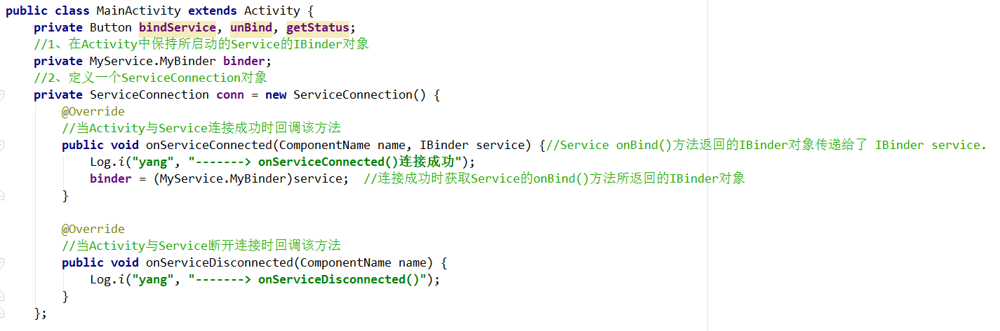 public class MainActivity extends Activity {
    private Button bindService, unBind, getStatus;
    //1、在Activity中保持所启动的Service的IBinder对象
    private MyService.MyBinder binder;
    //2、定义一个ServiceConnection对象
    private ServiceConnection conn = new ServiceConnection() {
        @Override
        //当Activity与Service连接成功时回调该方法
        public void onServiceConnected(ComponentName name, IBinder service) {//Service onBind()方法返回的IBinder对象传递给了 IBinder service.
            Log.i("yang", "-------> onServiceConnected()连接成功");
            binder = (MyService.MyBinder)service;  //连接成功时获取Service的onBind()方法所返回的IBinder对象
        }
        @Override
        //当Activity与Service断开连接时回调该方法
        public void onServiceDisconnected(ComponentName name) {
            Log.i("yang", "-------> onServiceDisconnected()");
        }
    };